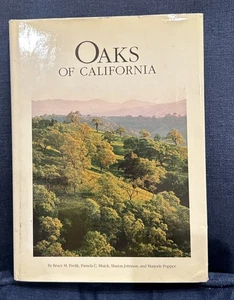 OAKS
OF CALIFORNIA
by Bruce M. Pavlik, Pamela C. Muick, Sharon Johnson, and Marjorie Popper